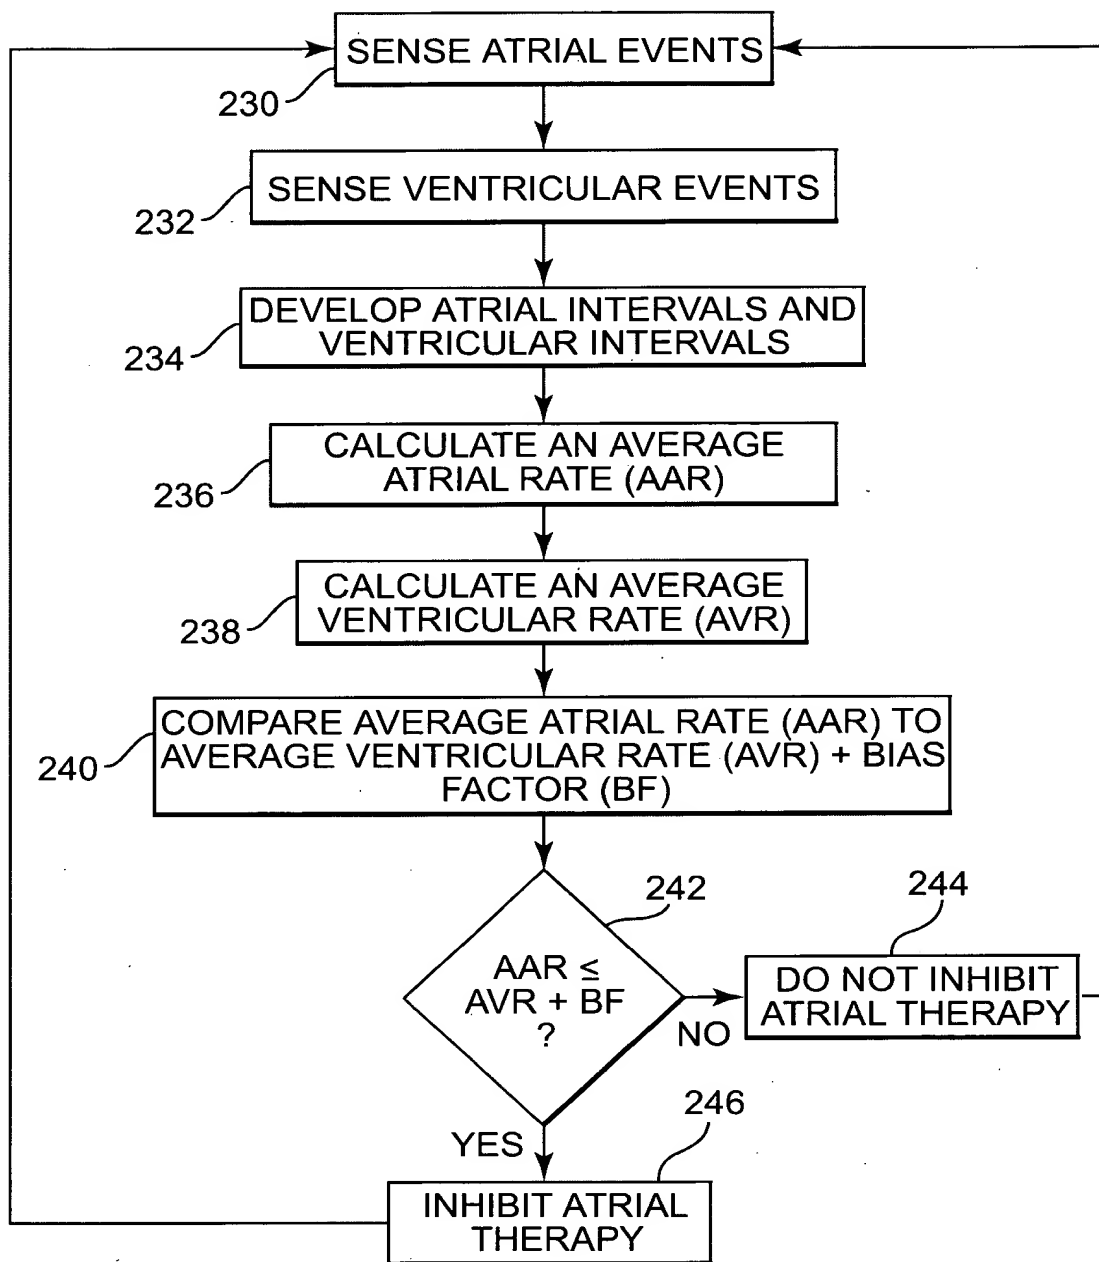 SENSE ATRIAL EVENTS
230
SENSE VENTRICULAR EVENTS
232
DEVELOP ATRIAL INTERVALS AND
VENTRICULAR INTERVALS
234
CALCULATE AN AVERAGE
ATRIAL RATE (AAR)
236
CALCULATE AN AVERAGE
VENTRICULAR RATE (AVR)
238
COMPARE AVERAGE ATRIAL RATE (AAR) TO
AVERAGE VENTRICULAR RATE (AVR) + BIAS
FACTOR (BF)
240
242
AAR ≤
AVR + BF
?
NO
244
DO NOT INHIBIT
ATRIAL THERAPY
YES
246
INHIBIT ATRIAL
THERAPY